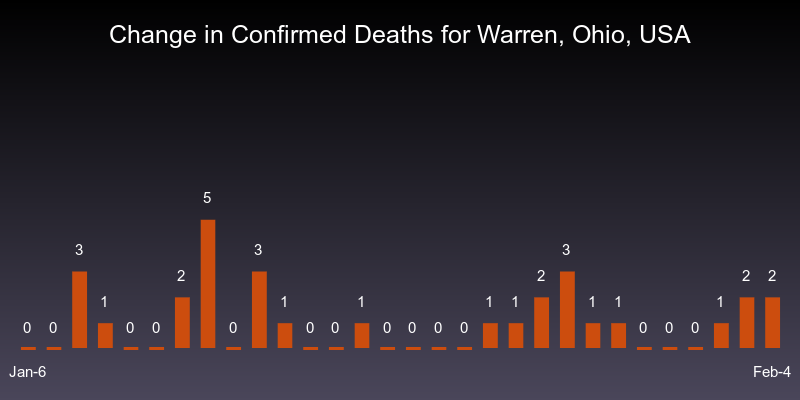 Change in Confirmed Deaths for Warren, Ohio, USA
5
3 3 3
2 2 2 2
1 1 1 1 1 1 1 1
0 0 0 0 0 0 0 0 0 0 0 0 0 0 0
Jan-6 Feb-4